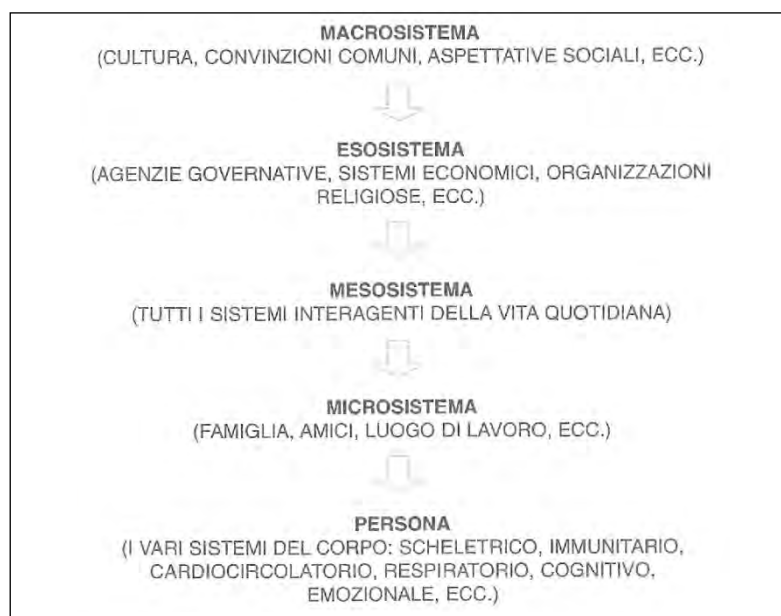 MACROSISTEMA
(CULTURA, CONVINZIONI COMUNI, ASPETTATIVE SOCIALI, ECC.)
ESOSISTEMA
(AGENZIE GOVERNATIVE, SISTEMI ECONOMICI, ORGANIZZAZIONI
RELIGIOSE, ECC.)
MESOSISTEMA
(TUTTI I SISTEMI INTERAGENTI DELLA VITA QUOTIDIANA)
MICROSISTEMA
(FAMIGLIA, AMICI, LUOGO DI LAVORO, ECC.)
PERSONA
(I VARI SISTEMI DEL CORPO: SCHELETRICO, IMMUNITARIO,
CARDIOCIRCOLATORIO, RESPIRATORIO, COGNITIVO,
EMOZIONALE, ECC.)